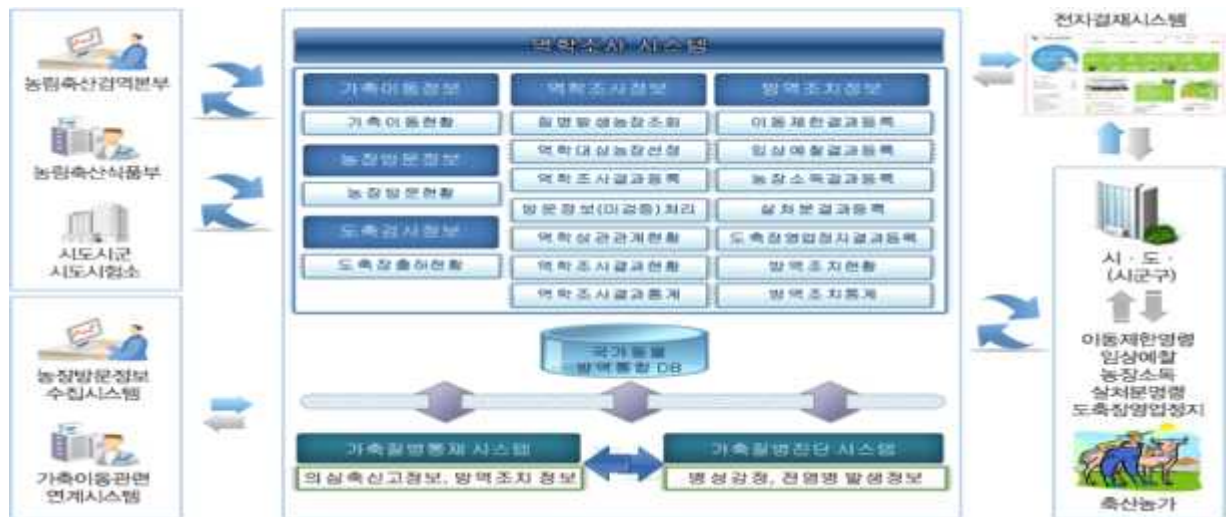 농림축산검역본부
농림축산식품부
시도시군
시도시험소
농장방문정보
수집시스템
가축이동관련
연계시스템
역학조사 시스템
가축이동정보
가축이동현황
농장방문정보
농장방문현황
도축검사정보
도축장출하현황
역학조사정보
질병발생농장조회
역학대상농장선정
역학조사결과등록
방문정보(미검증)처리
역학상관관계현황
역학조사결과현황
역학조사결과통계
방역조치정보
이동제한결과등록
임상예찰결과등록
농장소독결과등록
살처분결과등록
도축장영업정지결과등록
방역조치현황
방역조치통계
국가동물
방역통합 DB
가축질병통제 시스템
의심축신고정보, 방역조치 정보
가축질병진단 시스템
병성감정, 전염병 발생정보
전자결재시스템
시 · 도 ·
(시군구)
이동제한명령
임상예찰
농장소독
살처분명령
도축장영업정지
축산농가